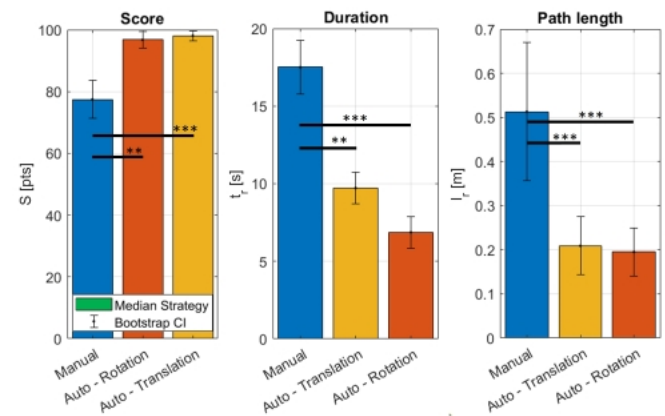 Score
S [pts]
100
80
60
40
20
0
***
**
Median Strategy
Bootstrap CI
Manual
Auto - Rotation
Auto - Translation
Duration
t_r [s]
20
15
10
5
0
***
**
Manual
Auto - Translation
Auto - Rotation
Path length
l_r [m]
0.7
0.6
0.5
0.4
0.3
0.2
0.1
0
***
***
Manual
Auto - Translation
Auto - Rotation